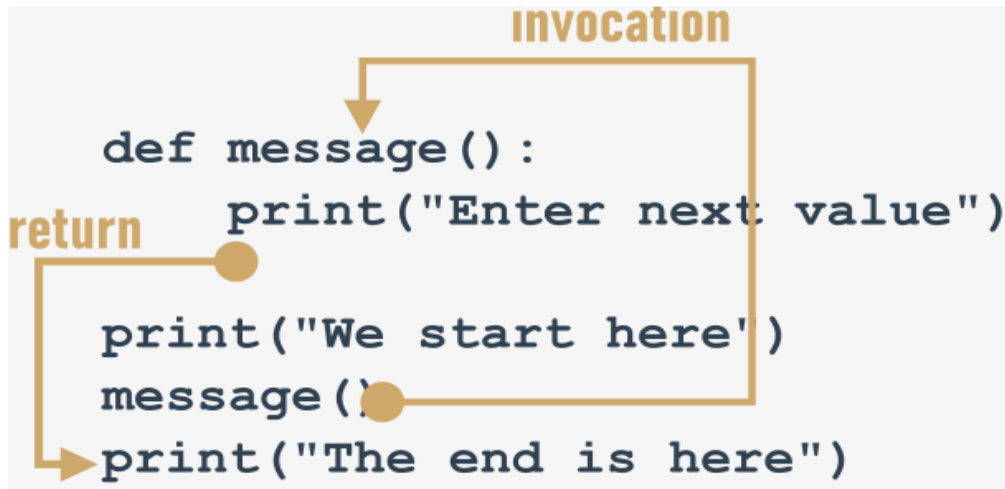 invocation
def message():
    print("Enter next value")
return
print("We start here")
message()
print("The end is here")